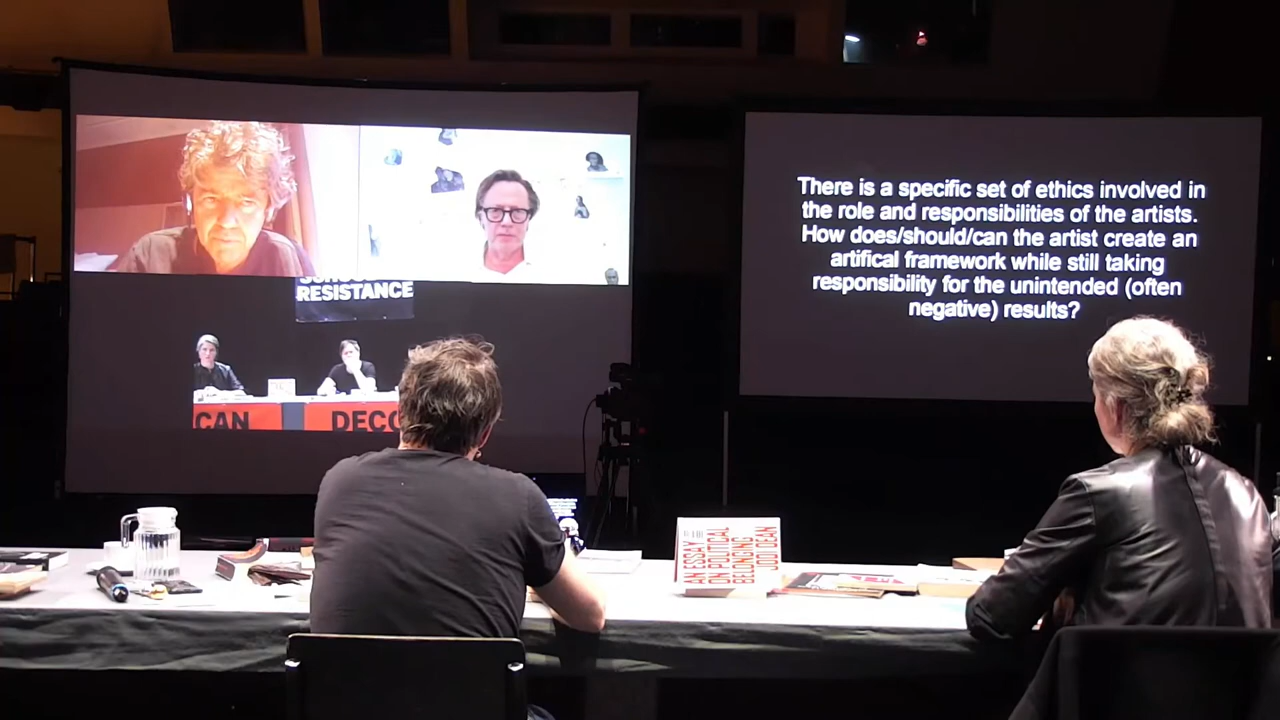 SCHOOL
RESISTANCE
CAN
DECO
There is a specific set of ethics involved in
the role and responsibilities of the artists.
How does/should/can the artist create an
artifical framework while still taking
responsibility for the unintended (often
negative) results?
AN ESSAY
ON POLITICAL
BELONGING
JODI DEAN